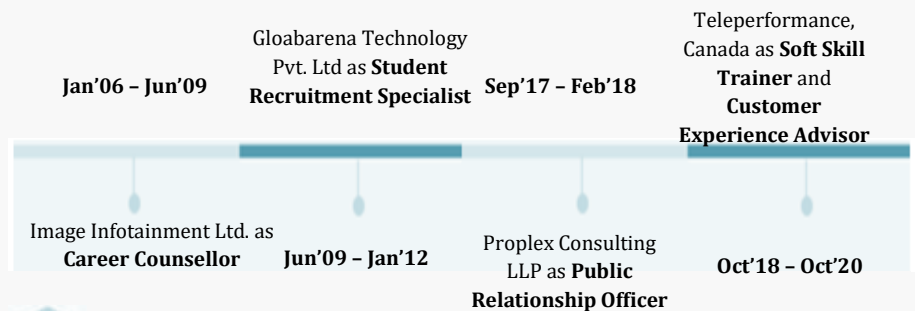 Jan'06 – Jun'09
Image Infotainment Ltd. as
Career Counsellor
Gloabarena Technology
Pvt. Ltd as Student
Recruitment Specialist
Jun'09 – Jan'12
Sep'17 – Feb'18
Proplex Consulting
LLP as Public
Relationship Officer
Teleperformance,
Canada as Soft Skill
Trainer and
Customer
Experience Advisor
Oct'18 – Oct'20